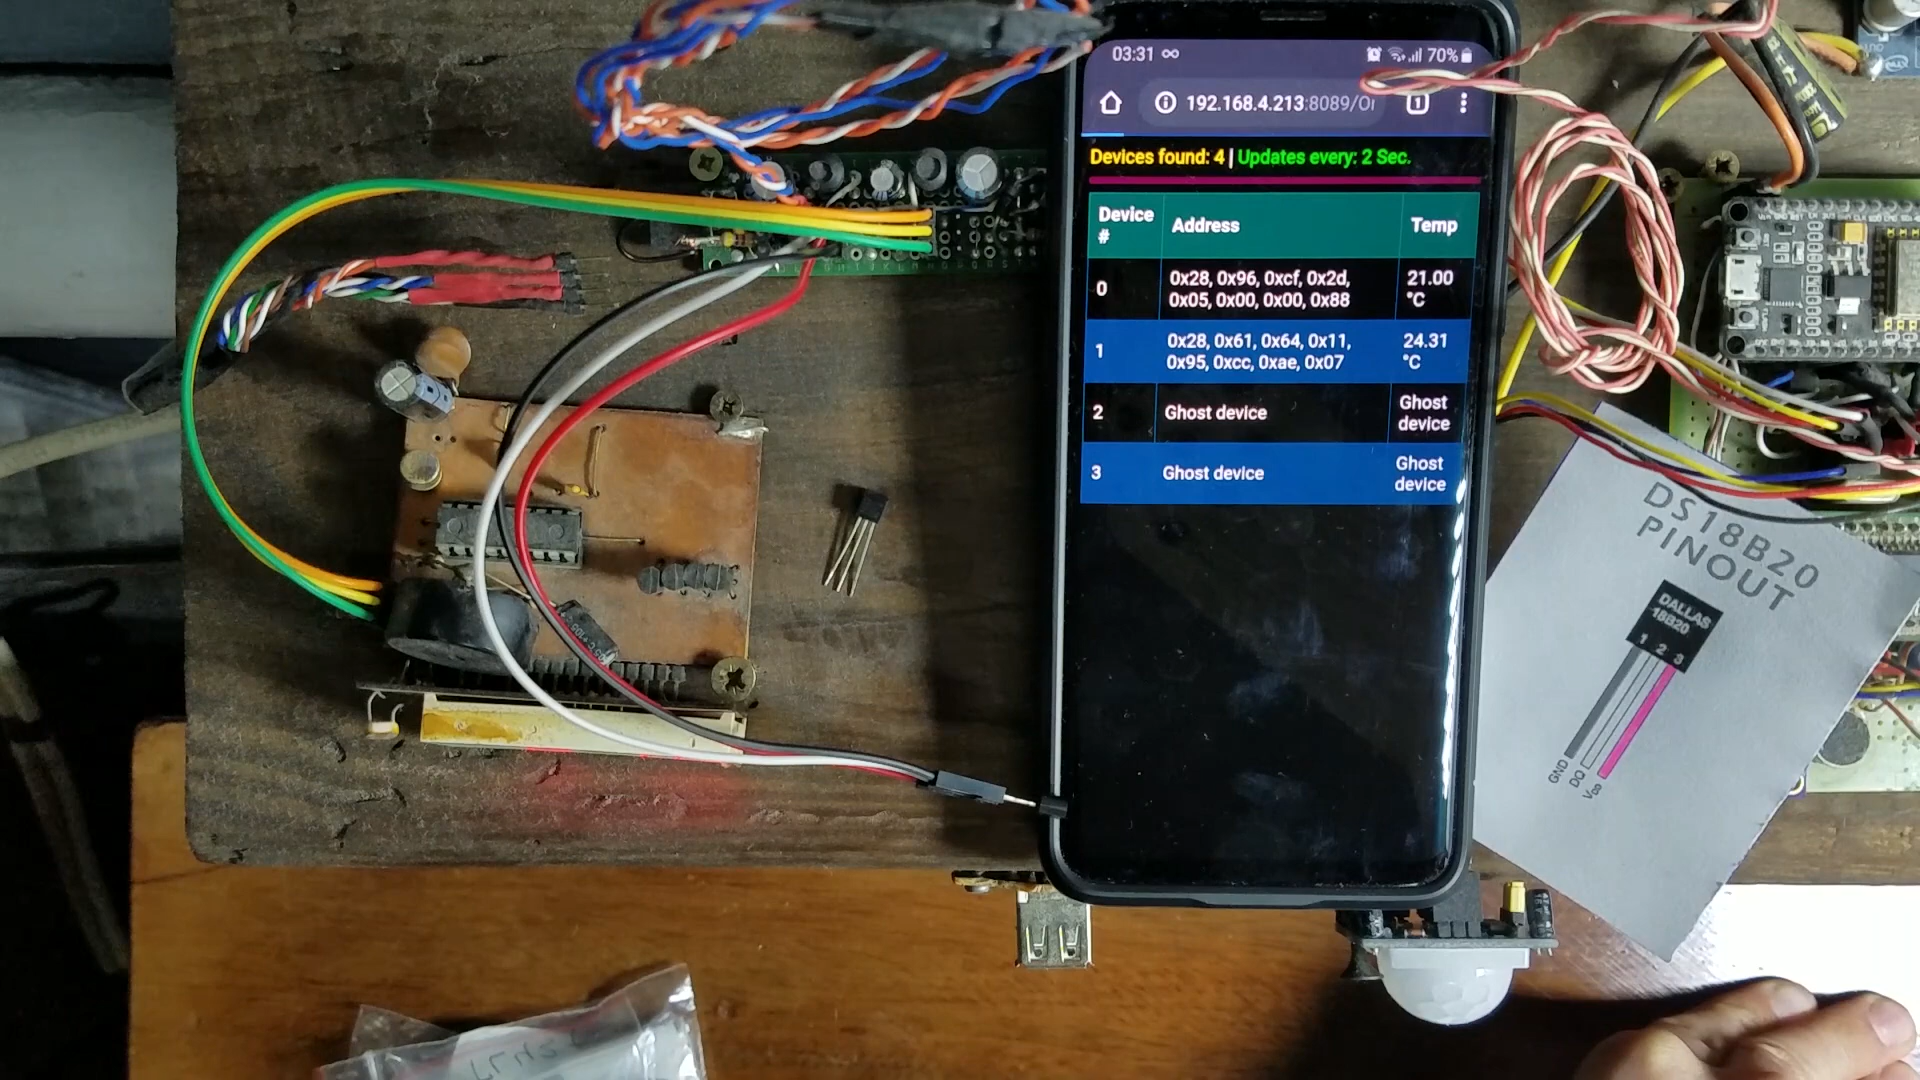 03:31 70%
192.168.4.213:8089/
1
Devices found: 4 | Updates every: 2 Sec.
Device # Address Temp
0 0x28, 0x96, 0xcf, 0x2d, 21.00
0x05, 0x00, 0x00, 0x88 °C
1 0x28, 0x61, 0x64, 0x11, 24.31
0x95, 0xcc, 0xae, 0x07 °C
2 Ghost device Ghost device
3 Ghost device Ghost device
DS18B20
PINOUT
DALLAS
18B20
1 2 3
GND
DQ
VDD